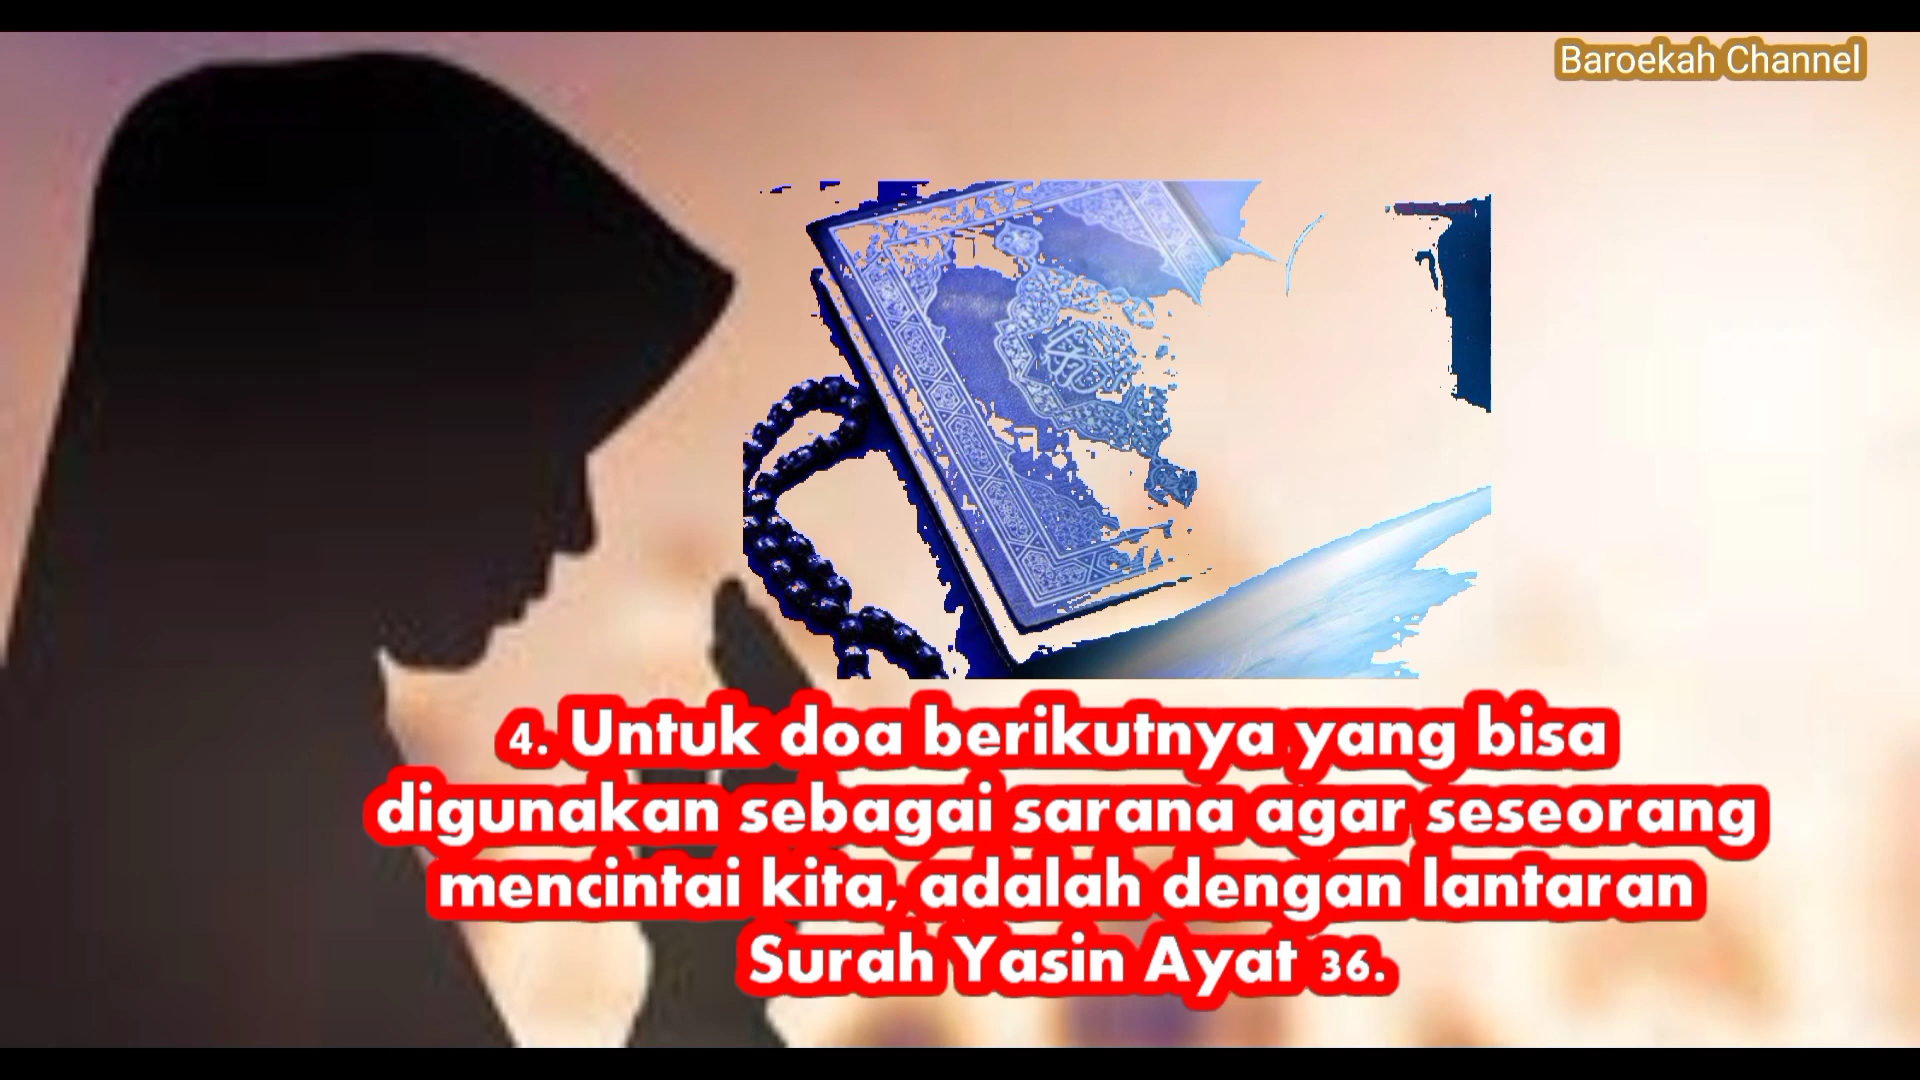 Baroekah Channel
4. Untuk doa berikutnya yang bisa
digunakan sebagai sarana agar seseorang
mencintai kita, adalah dengan lantaran
Surah Yasin Ayat 36.